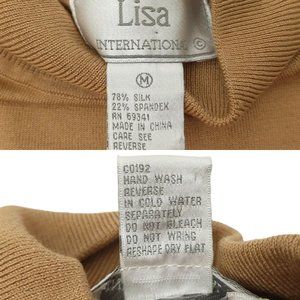 Lisa
INTERNATIONAL ©
M
78% SILK
22% SPANDEX
RN 69341
MADE IN CHINA
CARE SEE
REVERSE
C0192
HAND WASH /
REVERSE
IN COLD WATER
SEPARATELY
DO NOT BLEACH
DO NOT WRING
RESHAPE DRY FLAT